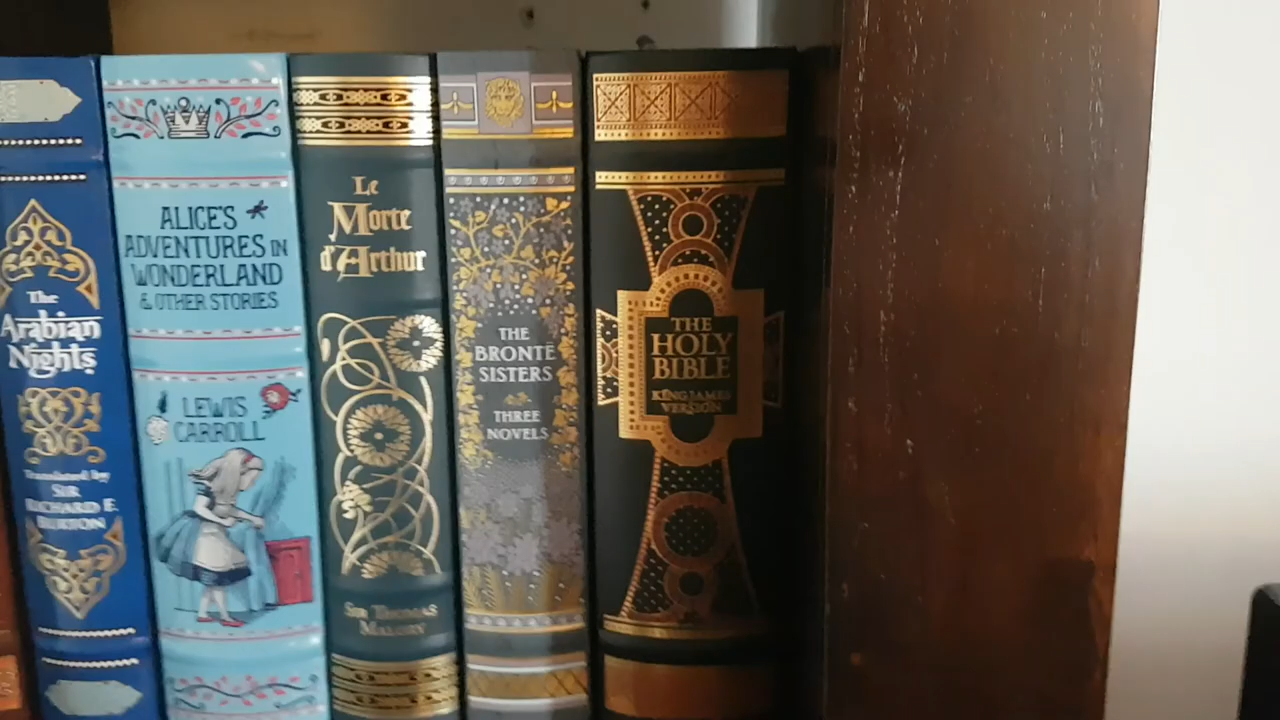 The
Arabian
Nights
Translated by
SIR
RICHARD F.
BURTON
ALICE'S
ADVENTURES IN
WONDERLAND
& OTHER STORIES
LEWIS
CARROLL
Le
Morte
d'Arthur
SIR THOMAS
MALORY
THE
BRONTË
SISTERS
THREE
NOVELS
THE
HOLY
BIBLE
KING JAMES
VERSION